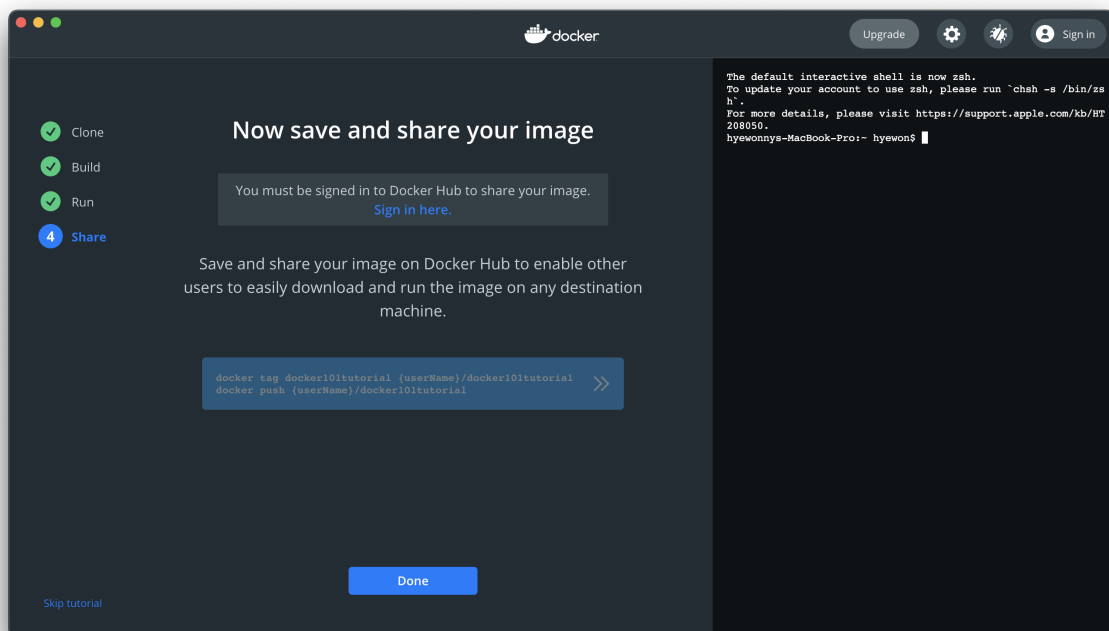 docker
Upgrade
Sign in
Clone
Build
Run
4 Share
Now save and share your image
You must be signed in to Docker Hub to share your image.
Sign in here.
Save and share your image on Docker Hub to enable other
users to easily download and run the image on any destination
machine.
docker tag docker101tutorial {userName}/docker101tutorial
docker push {userName}/docker101tutorial
Done
Skip tutorial
The default interactive shell is now zsh.
To update your account to use zsh, please run `chsh -s /bin/zs
h`.
For more details, please visit https://support.apple.com/kb/HT
208050.
hyewonnys-MacBook-Pro:~ hyewon$